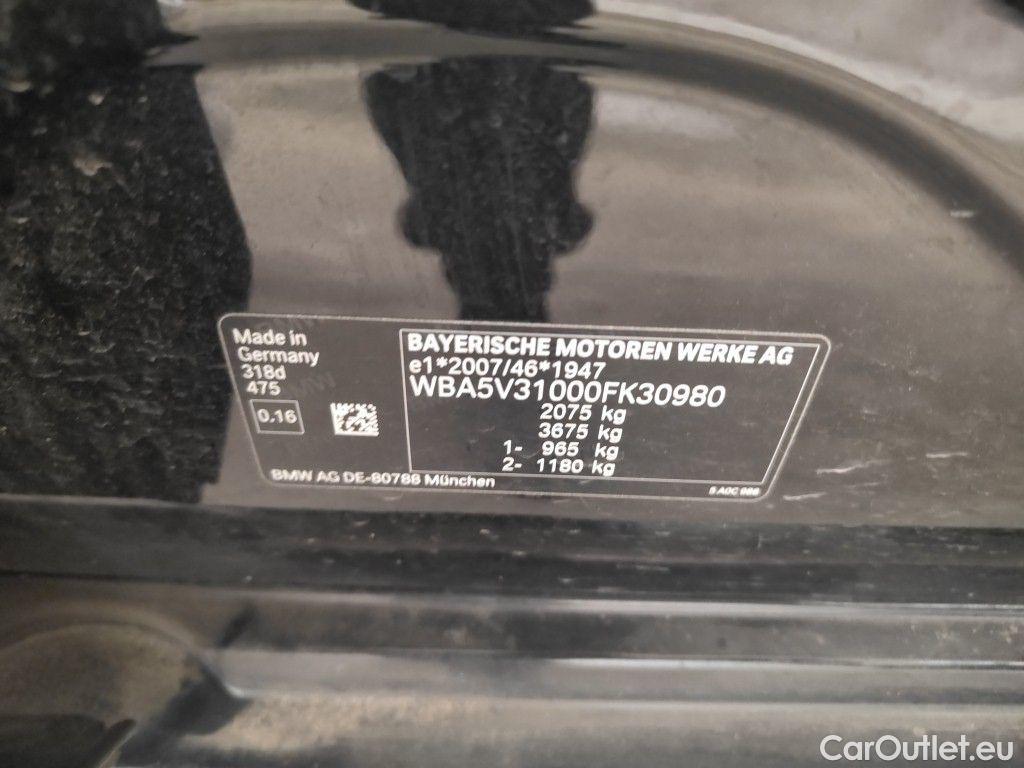 Made in
Germany
318d
475
0.16
BAYERISCHE MOTOREN WERKE AG
e1*2007/46*1947
WBA5V31000FK30980
2075 kg
3675 kg
1- 965 kg
2- 1180 kg
BMW AG DE-80788 München
CarOutlet.eu